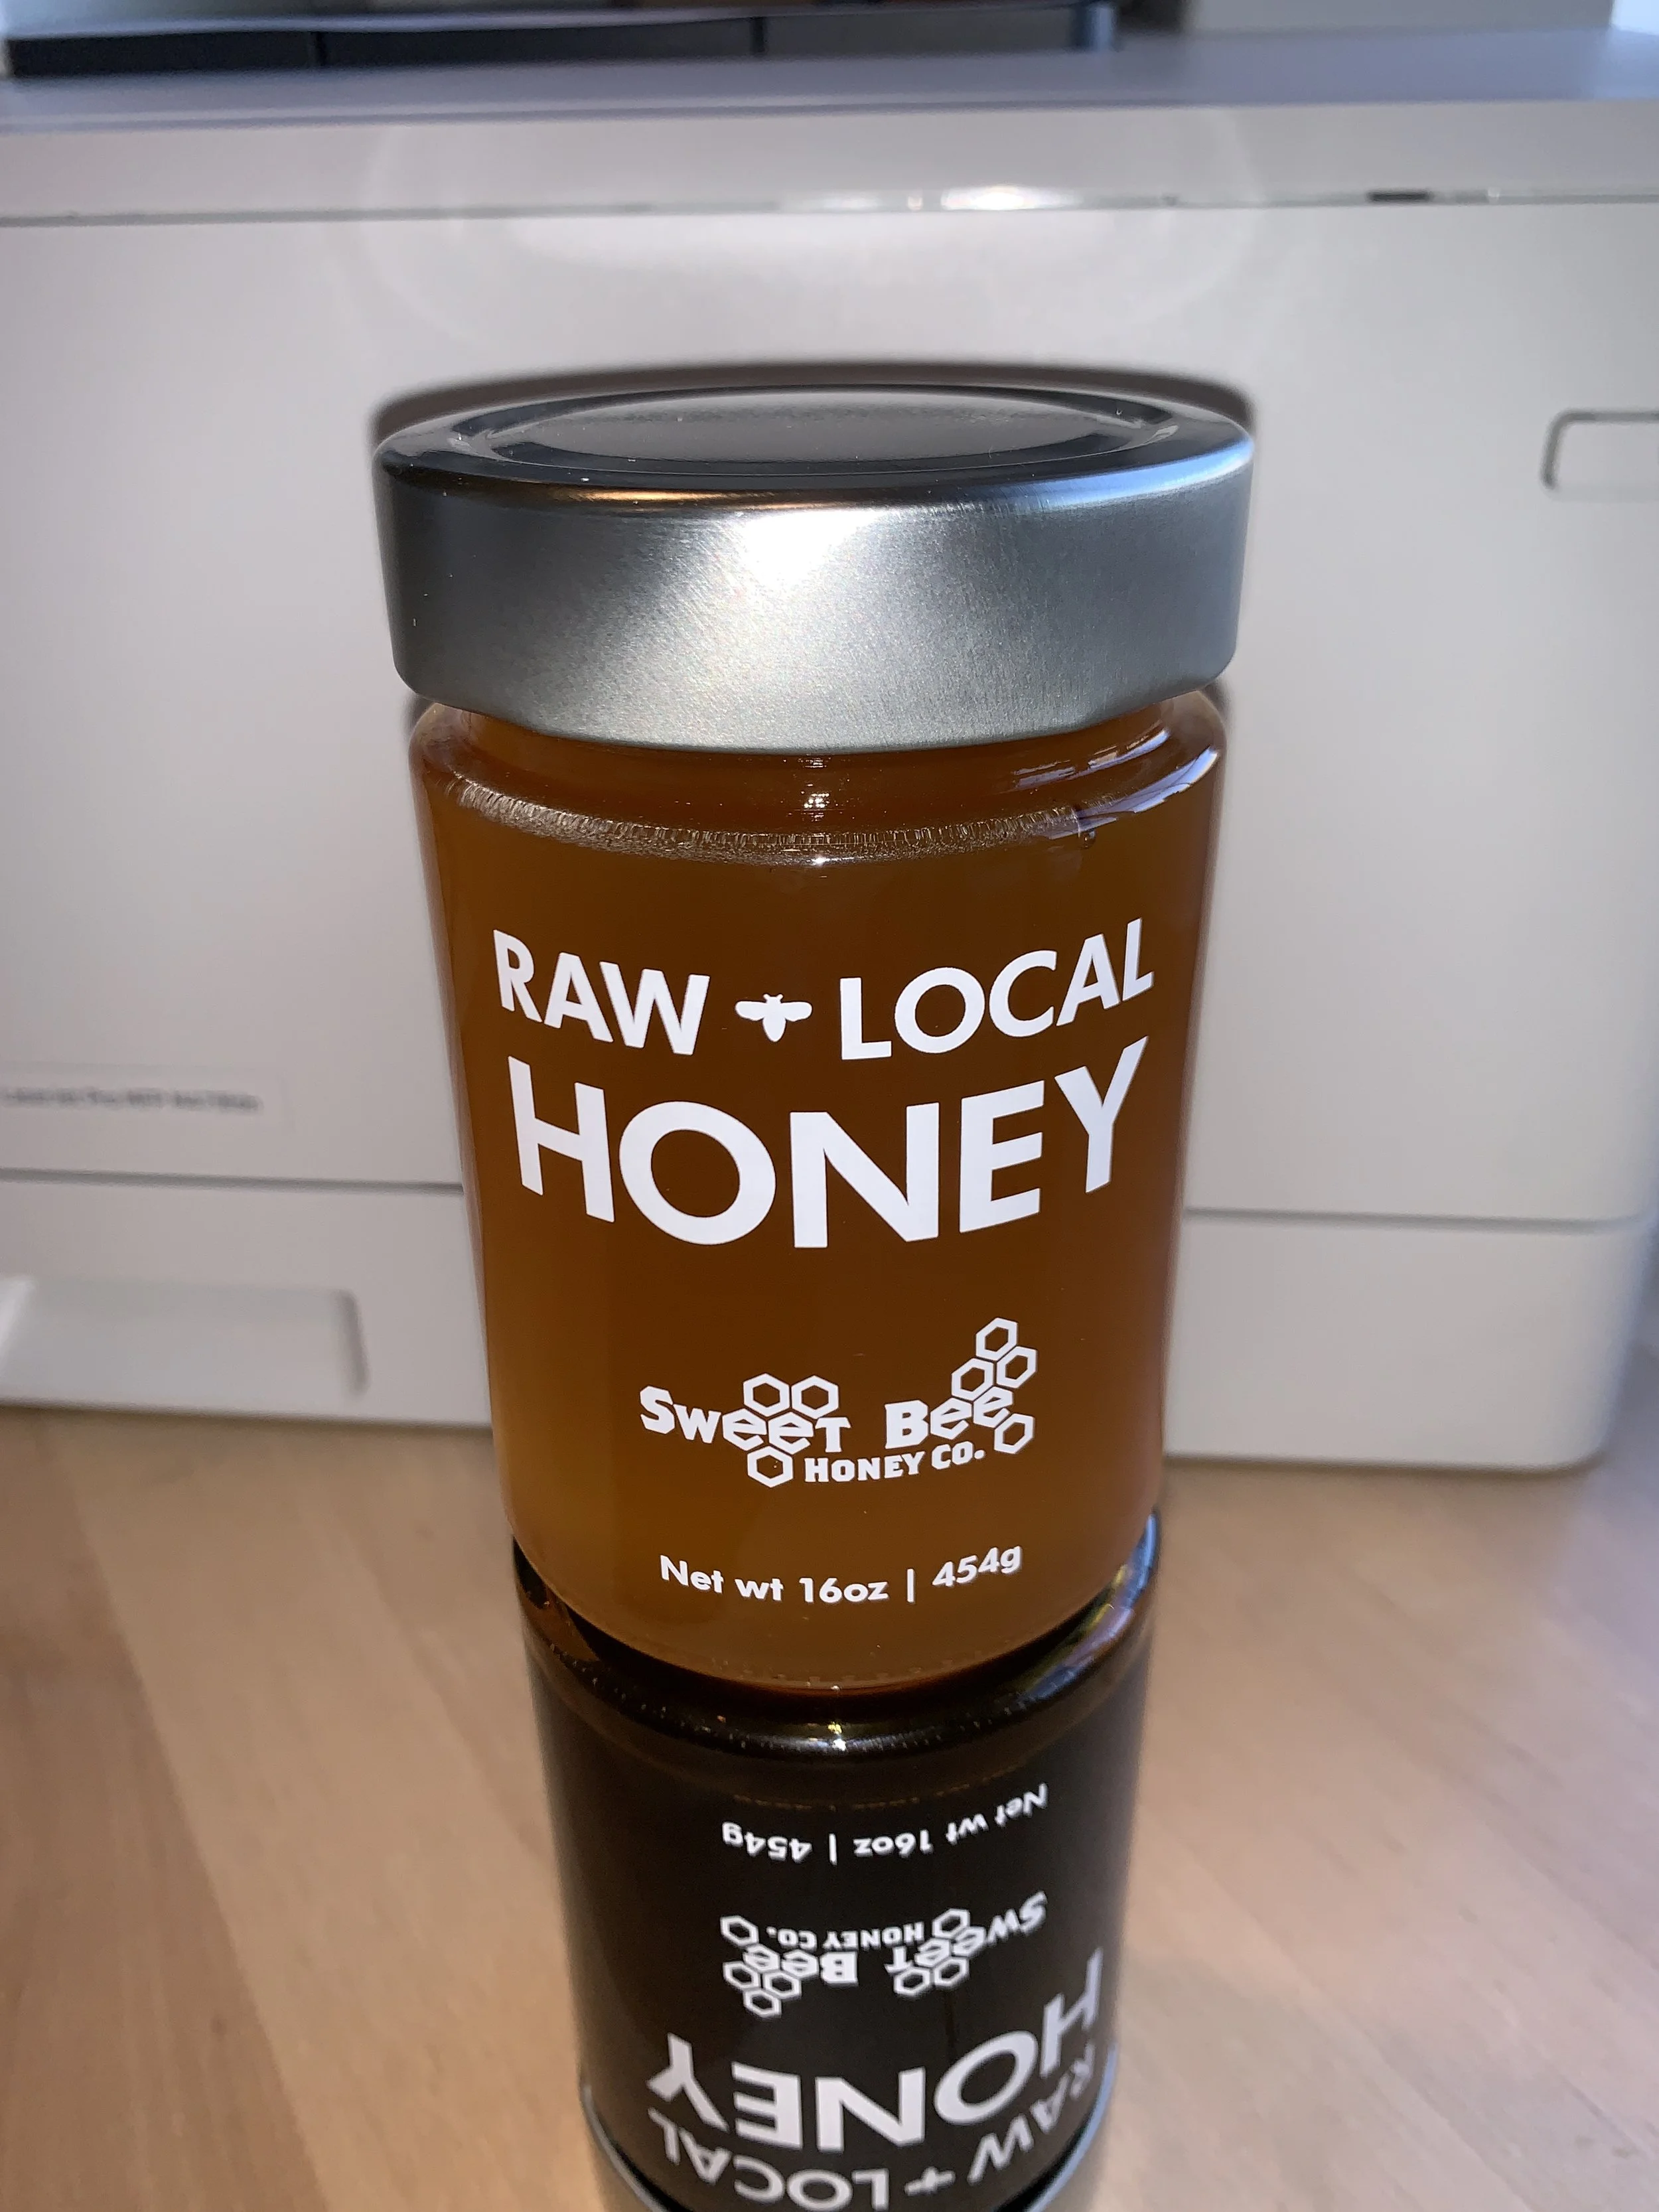 RAW LOCAL
HONEY
Sweet Bee
HONEY CO.
Net wt 16oz | 454g
Net wt 16oz | 454g
Sweet Bee
HONEY CO.
HONEY
RAW LOCAL